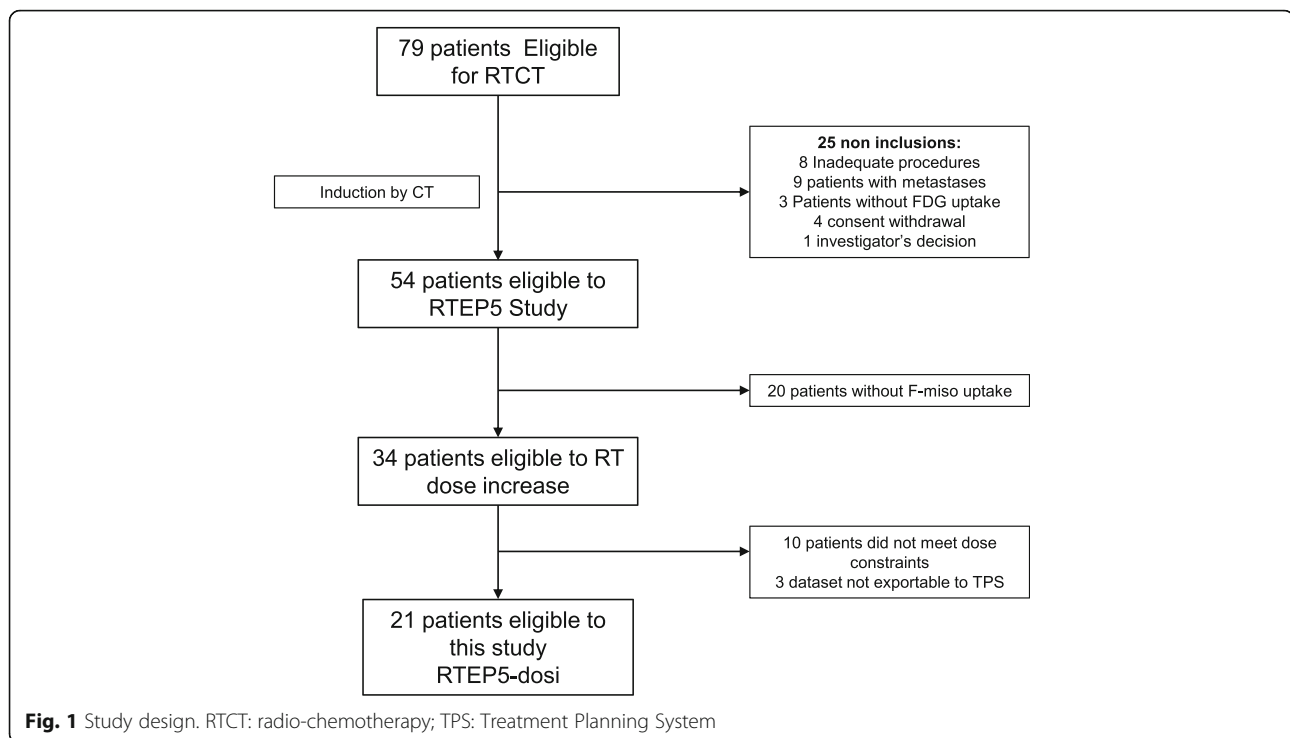 79 patients Eligible
for RTCT
25 non inclusions:
8 Inadequate procedures
9 patients with metastases
3 Patients without FDG uptake
4 consent withdrawal
1 investigator's decision
Induction by CT
54 patients eligible to
RTEP5 Study
20 patients without F-miso uptake
34 patients eligible to RT
dose increase
10 patients did not meet dose
constraints
3 dataset not exportable to TPS
21 patients eligible to
this study
RTEP5-dosi
Fig. 1 Study design. RTCT: radio-chemotherapy; TPS: Treatment Planning System